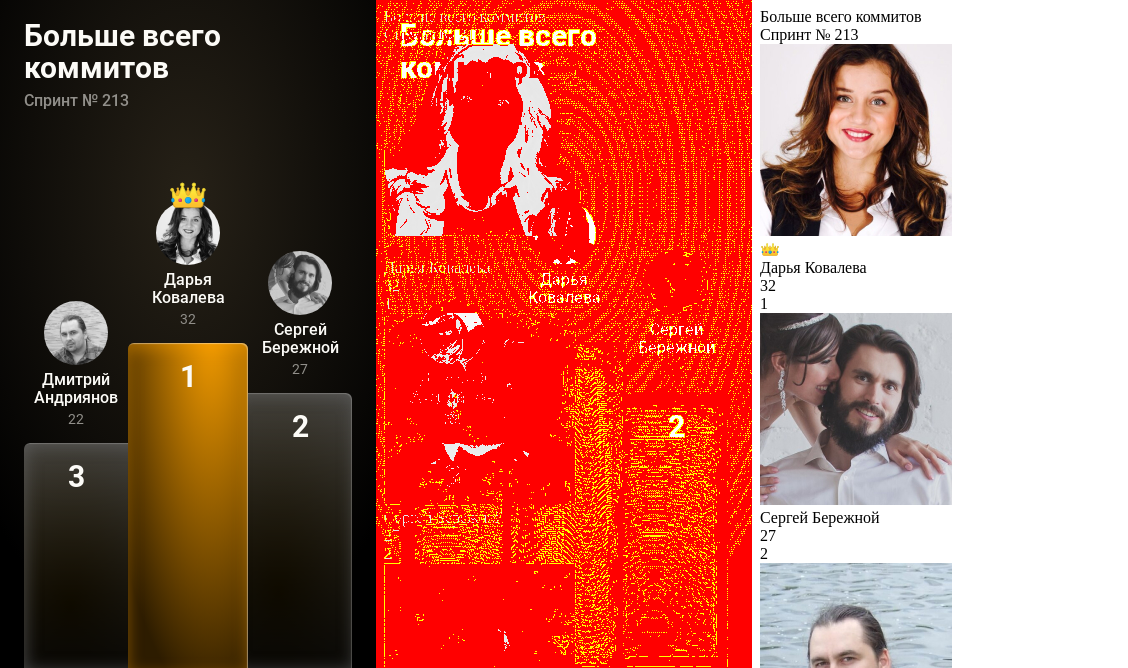 Больше всего
коммитов
Спринт № 213
Дарья
Ковалева
32
Сергей
Бережной
27
Дмитрий
Андриянов
22
1
2
3
Больше всего
Дарья
Ковалева
Сергей
Бережной
2
Больше всего коммитов
Спринт № 213
Дарья Ковалева
32
1
Сергей Бережной
27
2